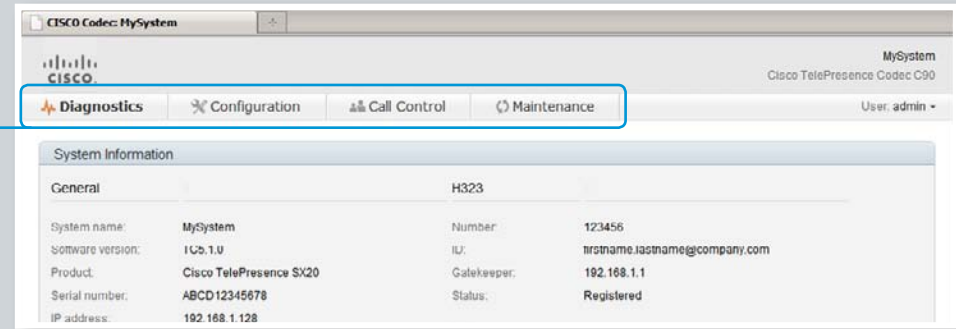 CISCO Codec: MySystem
CISCO
MySystem
Cisco TelePresence Codec C90
Diagnostics Configuration Call Control Maintenance User: admin
System Information
General H323
System name: MySystem Number: 123456
Software version: TC5.1.0 ID: firstname.lastname@company.com
Product: Cisco TelePresence SX20 Gatekeeper: 192.168.1.1
Serial number: ABCD12345678 Status: Registered
IP address: 192.168.1.128